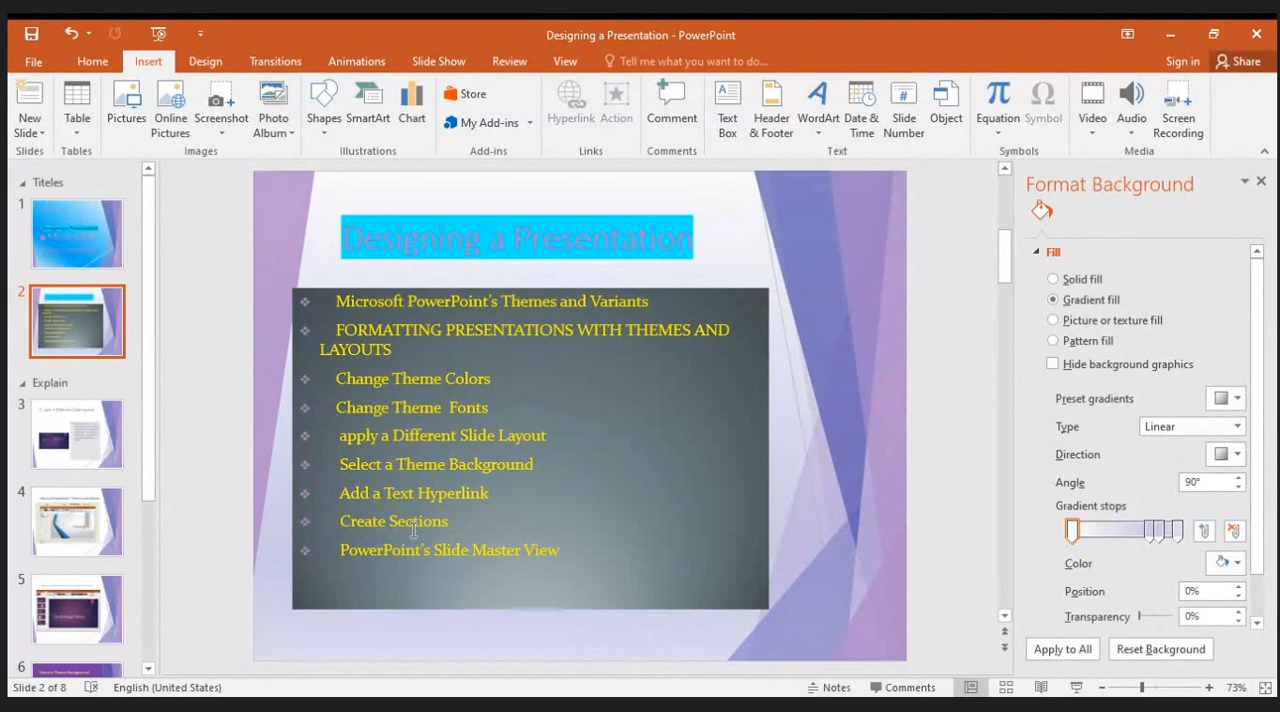 Designing a Presentation - PowerPoint
File Home Insert Design Transitions Animations Slide Show Review View Tell me what you want to do... Sign in Share
New Slide Table Pictures Online Pictures Screenshot Photo Album Shapes SmartArt Chart Store My Add-ins Hyperlink Action Comment Text Box Header & Footer WordArt Date & Time Slide Number Object Equation Symbol Video Audio Screen Recording
Slides Tables Images Illustrations Add-ins Links Comments Text Symbols Media
Titeles
1
2
Explain
3
4
5
6
Designing a Presentation
Microsoft PowerPoint's Themes and Variants
FORMATTING PRESENTATIONS WITH THEMES AND
LAYOUTS
Change Theme Colors
Change Theme Fonts
apply a Different Slide Layout
Select a Theme Background
Add a Text Hyperlink
Create Sections
PowerPoint's Slide Master View
Format Background
Fill
Solid fill
Gradient fill
Picture or texture fill
Pattern fill
Hide background graphics
Preset gradients
Type Linear
Direction
Angle 90°
Gradient stops
Color
Position 0%
Transparency 0%
Apply to All Reset Background
Slide 2 of 8 English (United States) Notes Comments 73%